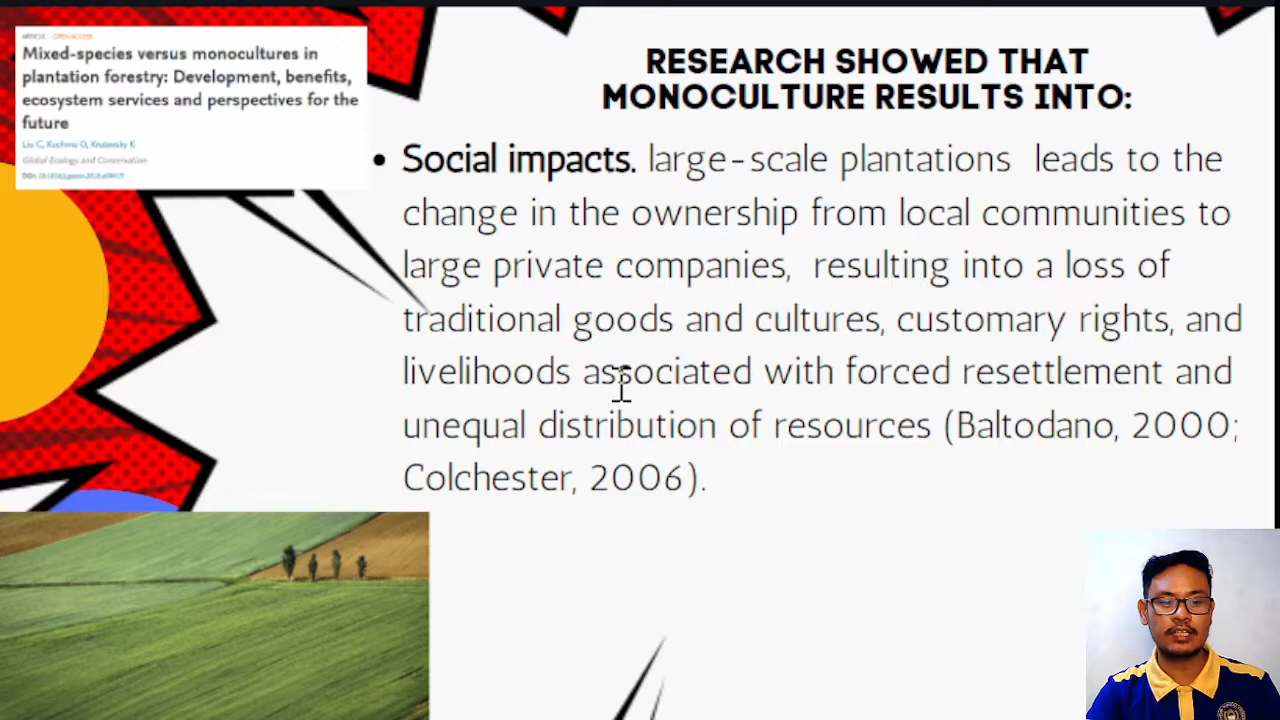 ARTICLE OPEN ACCESS
Mixed-species versus monocultures in
plantation forestry: Development, benefits,
ecosystem services and perspectives for the
future
Liu C, Kuchma O, Krutovsky K
Global Ecology and Conservation
RESEARCH SHOWED THAT
MONOCULTURE RESULTS INTO:
• Social impacts. large-scale plantations leads to the
change in the ownership from local communities to
large private companies, resulting into a loss of
traditional goods and cultures, customary rights, and
livelihoods associated with forced resettlement and
unequal distribution of resources (Baltodano, 2000;
Colchester, 2006).